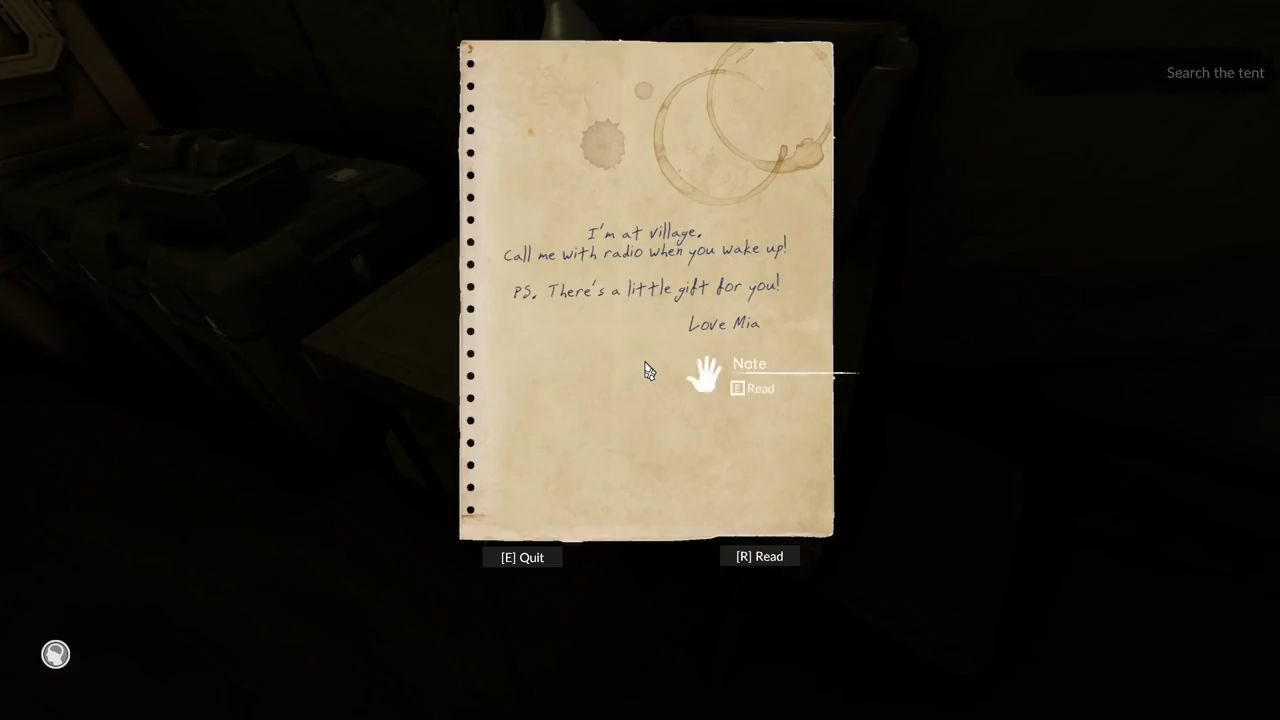 Search the tent
I'm at village.
Call me with radio when you wake up!
PS. There's a little gift for you!
Love Mia
Note
[E] Read
[E] Quit
[R] Read